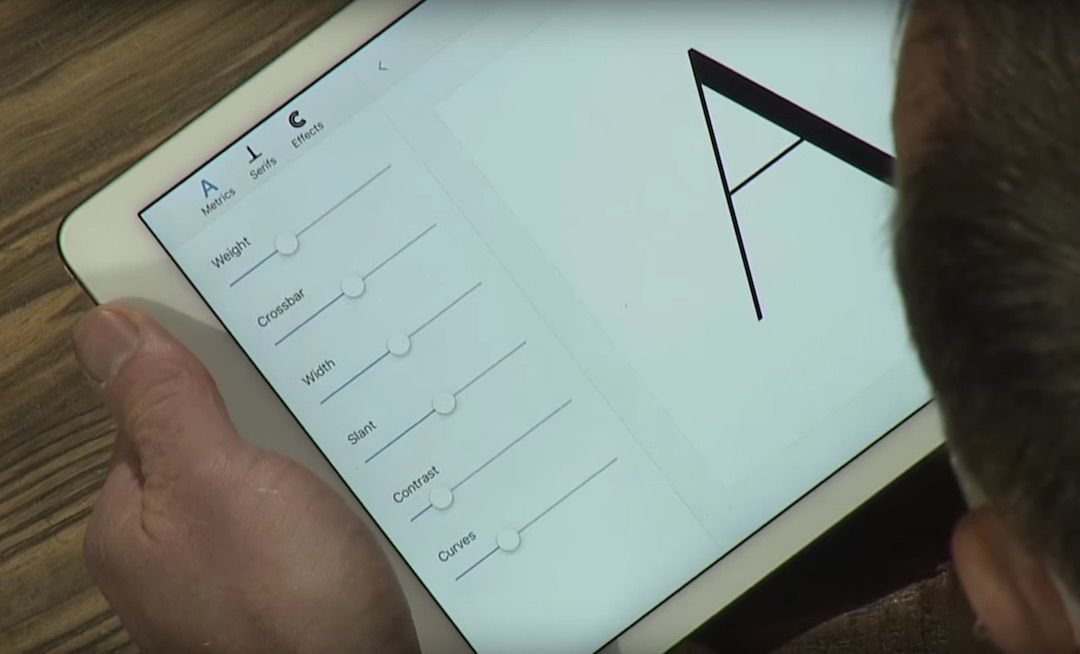 Metrics
Serifs
Effects
Weight
Crossbar
Width
Slant
Contrast
Curves
A